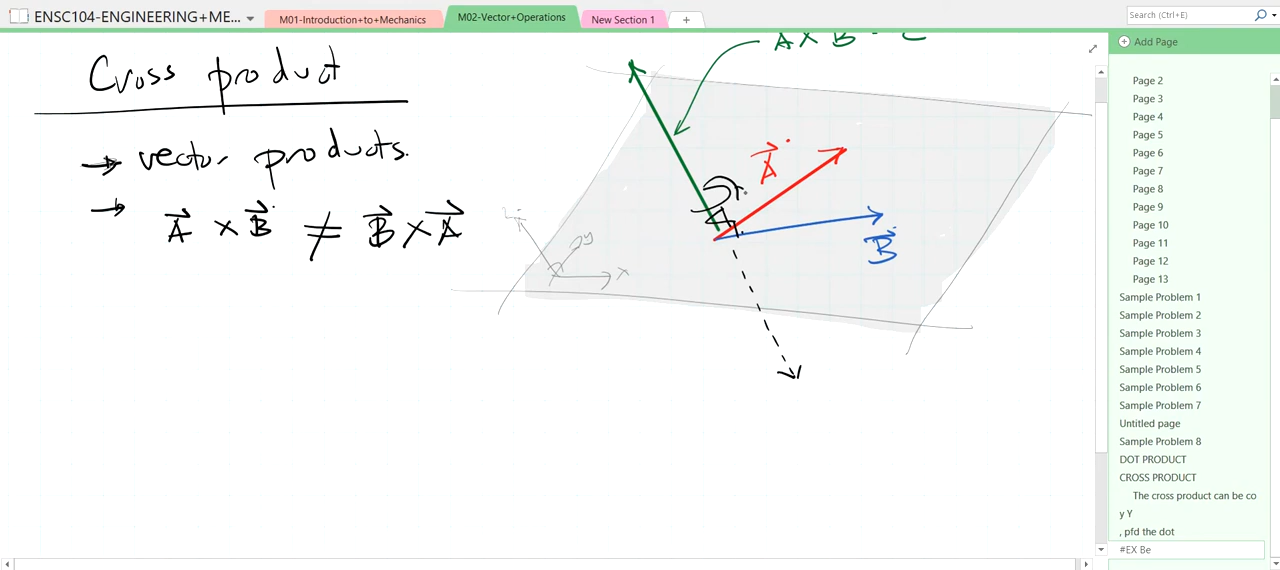 ENSC104-ENGINEERING+ME...
M01-Introduction+to+Mechanics
M02-Vector+Operations
New Section 1
+
Search (Ctrl+E)
Add Page
Cross product
→ vector products.
→ A × B ≠ B × A
A × B = C
A
B
y
x
Page 2
Page 3
Page 4
Page 5
Page 6
Page 7
Page 8
Page 9
Page 10
Page 11
Page 12
Page 13
Sample Problem 1
Sample Problem 2
Sample Problem 3
Sample Problem 4
Sample Problem 5
Sample Problem 6
Sample Problem 7
Untitled page
Sample Problem 8
DOT PRODUCT
CROSS PRODUCT
The cross product can be co
y Y
, pfd the dot
#EX Be